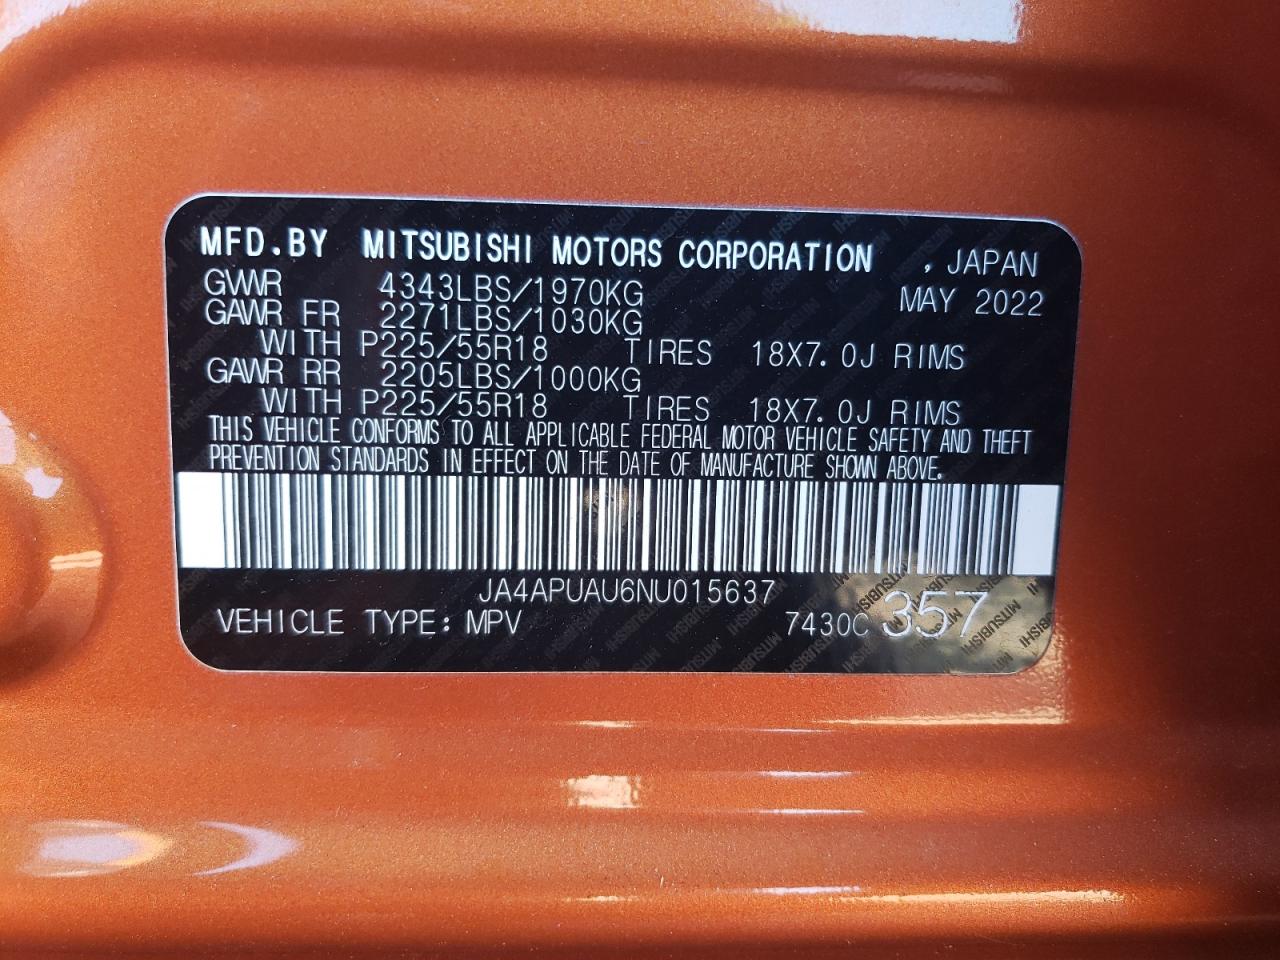 MFD.BY MITSUBISHI MOTORS CORPORATION , JAPAN
GVWR 4343LBS/1970KG MAY 2022
GAWR FR 2271LBS/1030KG
WITH P225/55R18 TIRES 18X7.0J RIMS
GAWR RR 2205LBS/1000KG
WITH P225/55R18 TIRES 18X7.0J RIMS
THIS VEHICLE CONFORMS TO ALL APPLICABLE FEDERAL MOTOR VEHICLE SAFETY AND THEFT
PREVENTION STANDARDS IN EFFECT ON THE DATE OF MANUFACTURE SHOWN ABOVE.
JA4APUAU6NU015637
VEHICLE TYPE: MPV 7430C 357